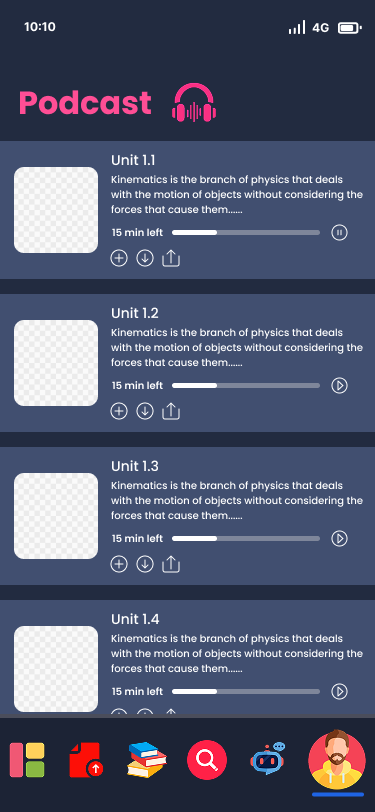 10:10
4G
Podcast
Unit 1.1
Kinematics is the branch of physics that deals
with the motion of objects without considering the
forces that cause them......
15 min left
Unit 1.2
Kinematics is the branch of physics that deals
with the motion of objects without considering the
forces that cause them......
15 min left
Unit 1.3
Kinematics is the branch of physics that deals
with the motion of objects without considering the
forces that cause them......
15 min left
Unit 1.4
Kinematics is the branch of physics that deals
with the motion of objects without considering the
forces that cause them......
15 min left